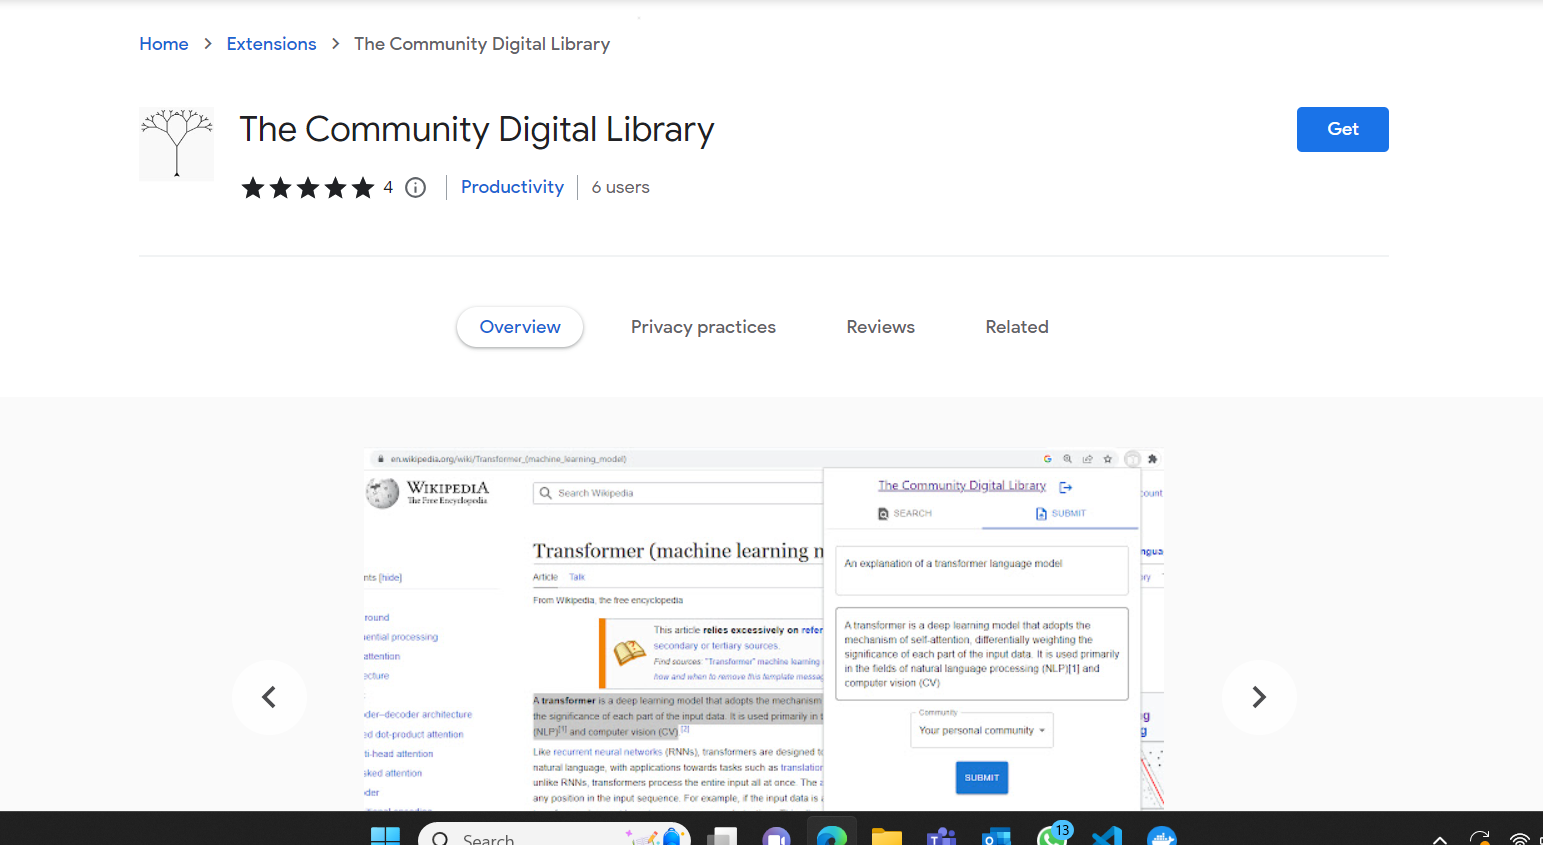 Home > Extensions > The Community Digital Library
The Community Digital Library
Get
4
Productivity
6 users
Overview
Privacy practices
Reviews
Related
en.wikipedia.org/wiki/Transformer_(machine_learning_model)
WIKIPEDIA
The Free Encyclopedia
Search Wikipedia
ount
Transformer (machine learning n
Article Talk
From Wikipedia, the free encyclopedia
This article relies excessively on refer
secondary or tertiary sources.
Find sources: "Transformer" machine learning
how and when to remove this template messag
A transformer is a deep learning model that adopts the mechanism
the significance of each part of the input data. It is used primarily in t
(NLP)[1] and computer vision (CV) [2]
Like recurrent neural networks (RNNs), transformers are designed to
natural language, with applications towards tasks such as translation
unlike RNNs, transformers process the entire input all at once. The a
any position in the input sequence. For example, if the input data is a
nts [hide]
round
uential processing
attention
ecture
der–decoder architecture
ed dot-product attention
ti-head attention
sked attention
der
The Community Digital Library
SEARCH
SUBMIT
An explanation of a transformer language model
A transformer is a deep learning model that adopts the
mechanism of self-attention, differentially weighting the
significance of each part of the input data. It is used primarily
in the fields of natural language processing (NLP)[1] and
computer vision (CV)
Community
Your personal community
SUBMIT
ngua
ry
g
g
Search
13